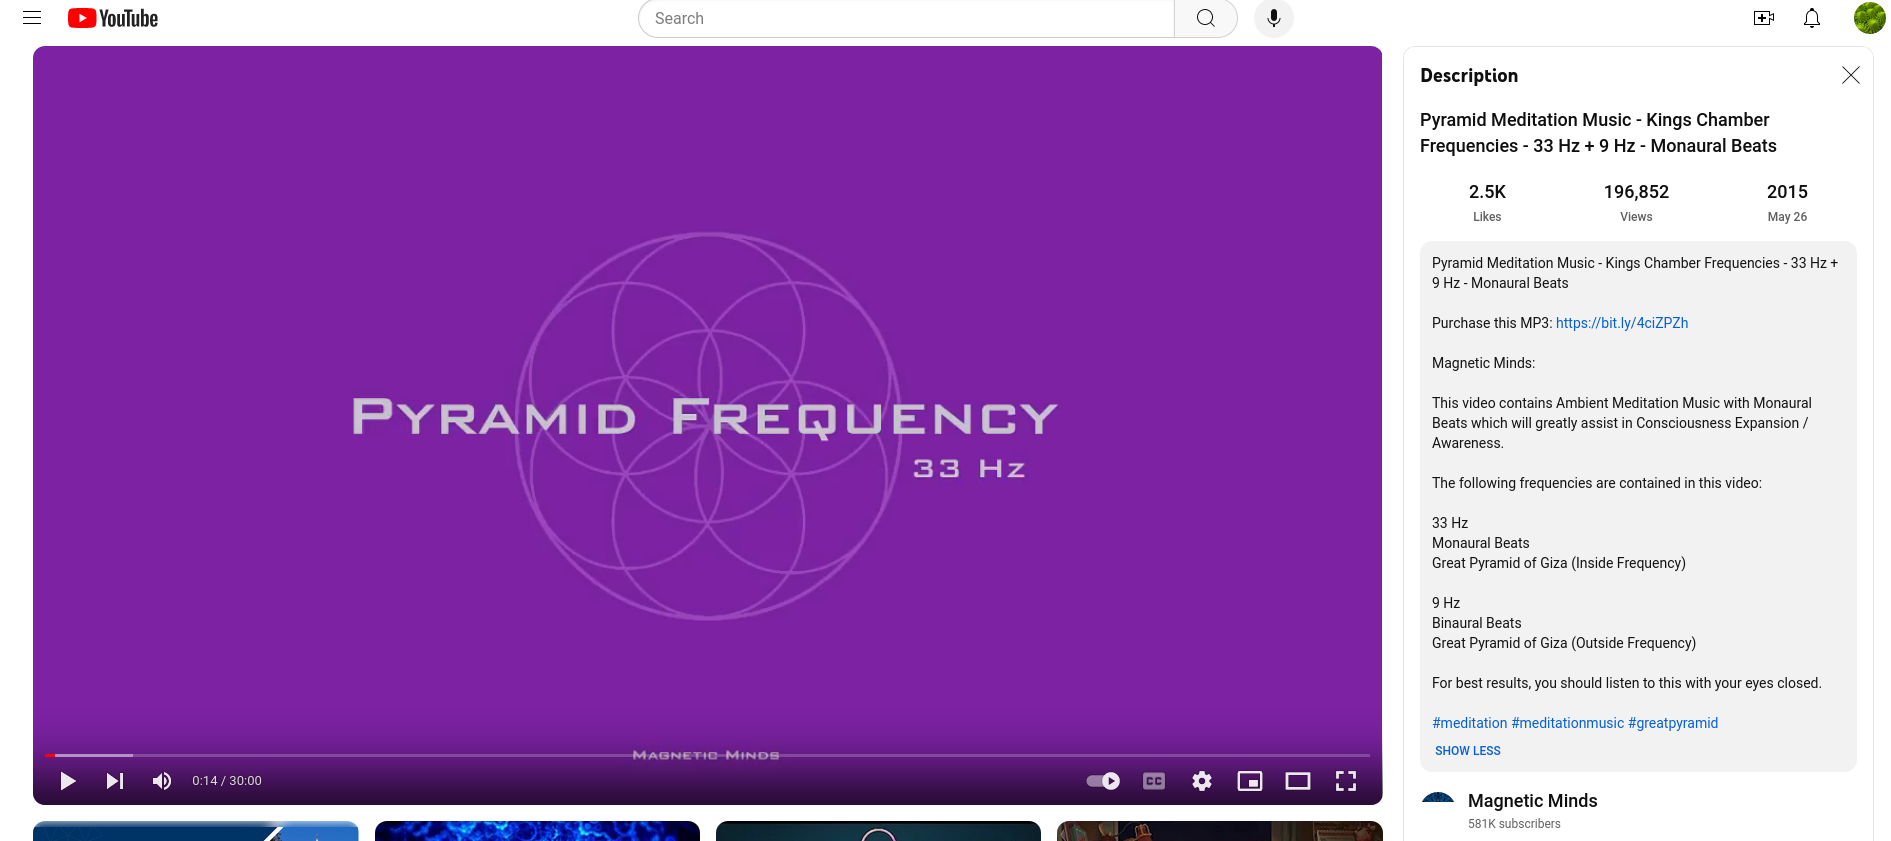 YouTube
Search
PYRAMID FREQUENCY
33 Hz
MAGNETIC MINDS
0:14 / 30:00
CC
Description
Pyramid Meditation Music - Kings Chamber
Frequencies - 33 Hz + 9 Hz - Monaural Beats
2.5K 196,852 2015
Likes Views May 26
Pyramid Meditation Music - Kings Chamber Frequencies - 33 Hz +
9 Hz - Monaural Beats
Purchase this MP3: https://bit.ly/4ciZPZh
Magnetic Minds:
This video contains Ambient Meditation Music with Monaural
Beats which will greatly assist in Consciousness Expansion /
Awareness.
The following frequencies are contained in this video:
33 Hz
Monaural Beats
Great Pyramid of Giza (Inside Frequency)
9 Hz
Binaural Beats
Great Pyramid of Giza (Outside Frequency)
For best results, you should listen to this with your eyes closed.
#meditation #meditationmusic #greatpyramid
SHOW LESS
Magnetic Minds
581K subscribers